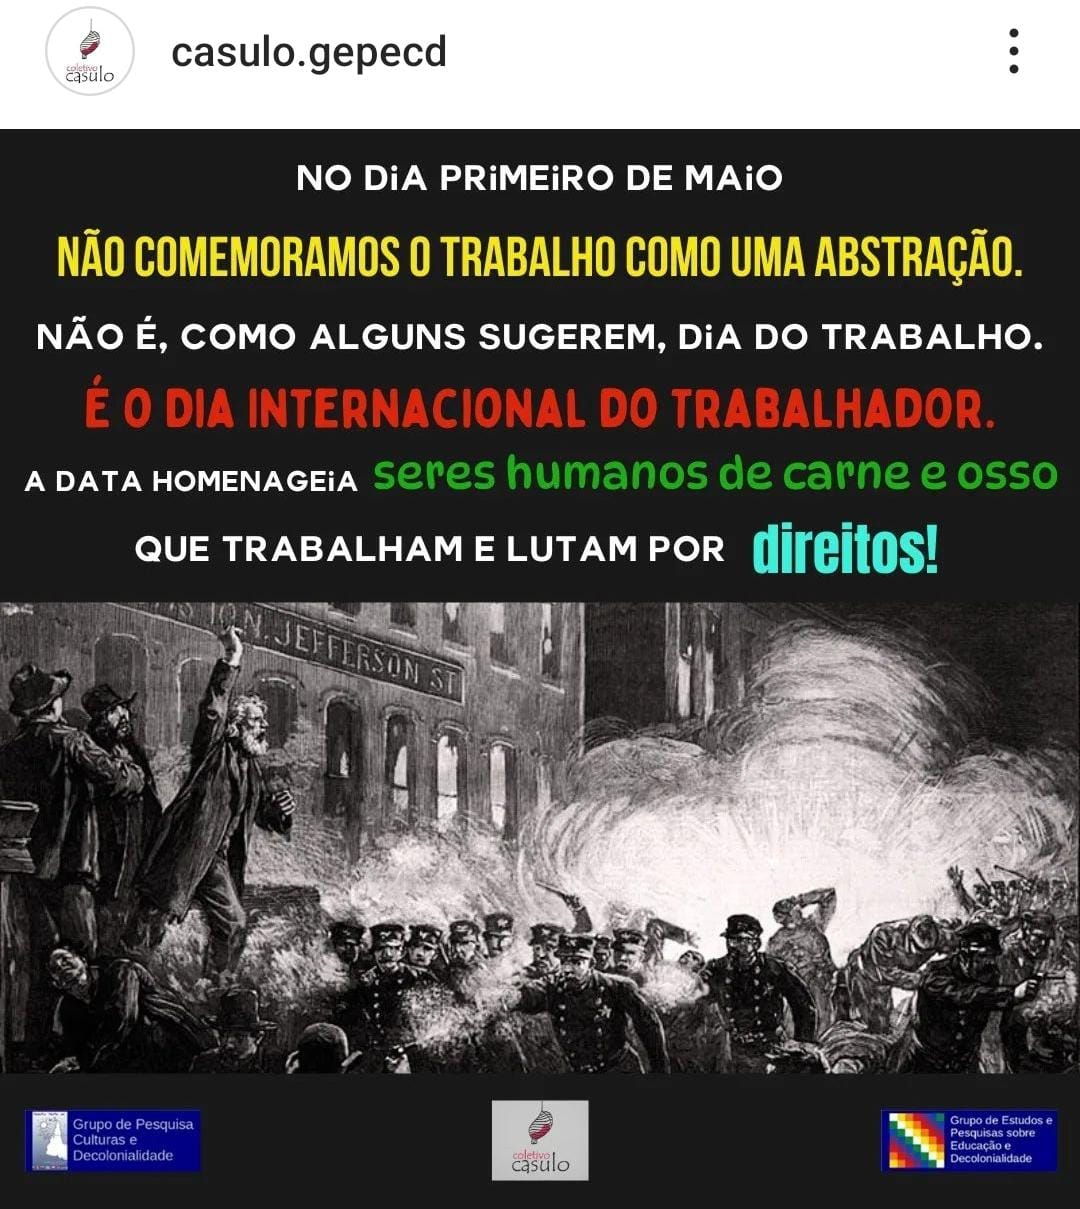 coletivo
casulo
casulo.gepecd
NO DiA PRiMEiRO DE MAiO
NÃO COMEMORAMOS O TRABALHO COMO UMA ABSTRAÇÃO.
NÃO É, COMO ALGUNS SUGEREM, DiA DO TRABALHO.
É O DIA INTERNACIONAL DO TRABALHADOR.
A DATA HOMENAGEiA seres humanos de carne e osso
QUE TRABALHAM E LUTAM POR direitos!
N. JEFFERSON ST
Grupo de Pesquisa
Culturas e
Decolonialidade
coletivo
casulo
Grupo de Estudos e
Pesquisas sobre
Educação e
Decolonialidade